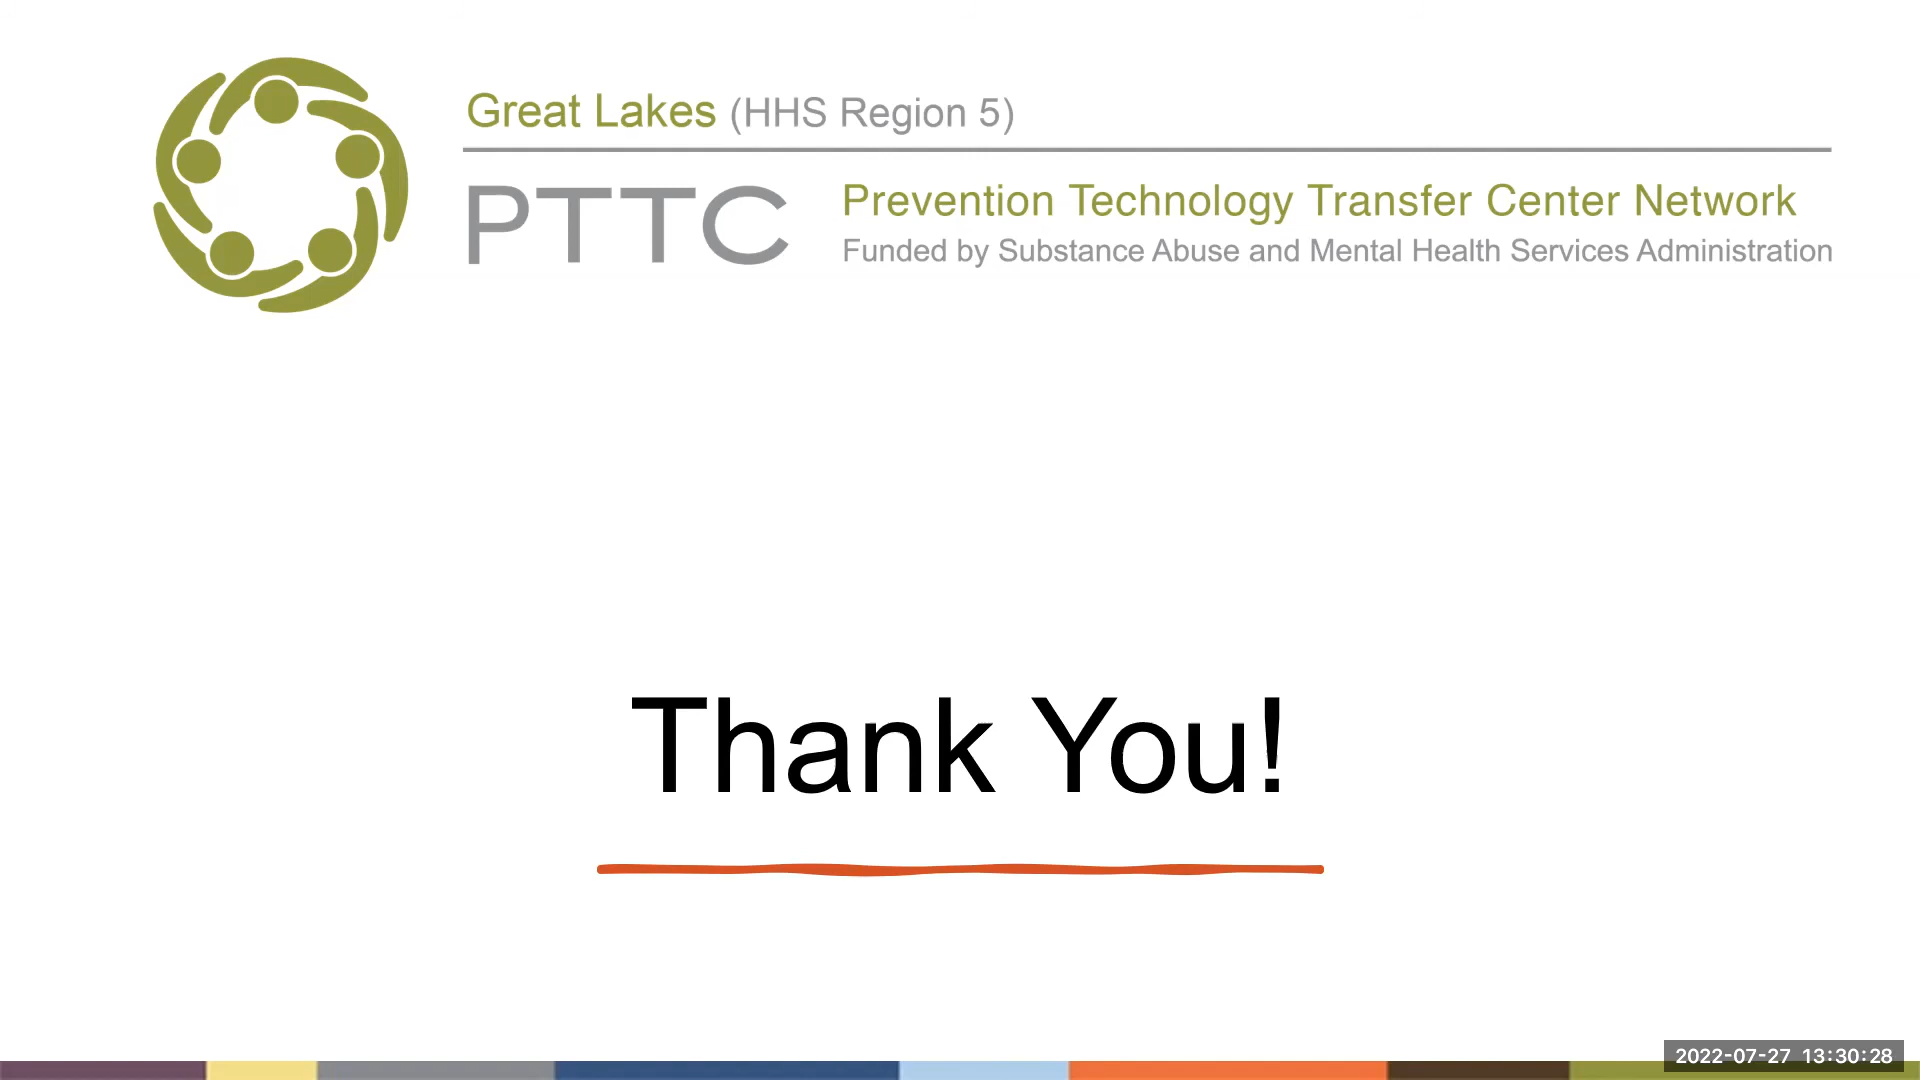 Great Lakes (HHS Region 5)
PTTC
Prevention Technology Transfer Center Network
Funded by Substance Abuse and Mental Health Services Administration
Thank You!
2022-07-27 13:30:28